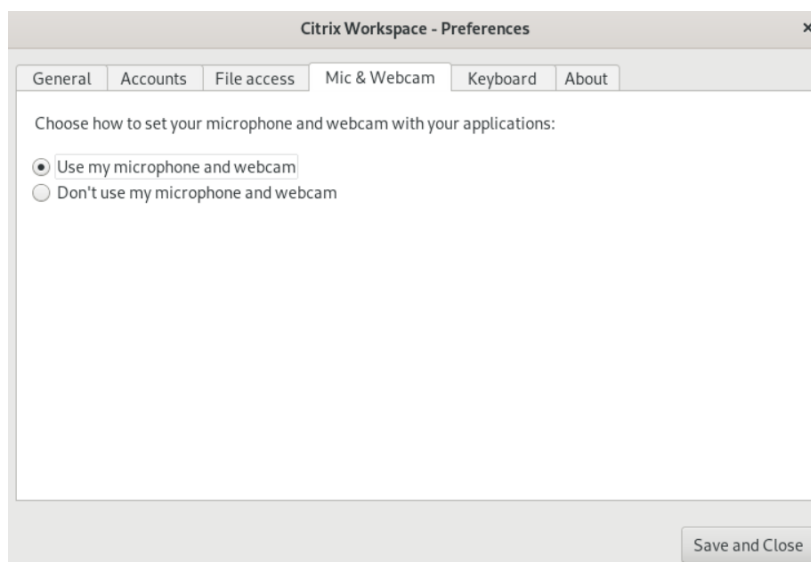 Citrix Workspace - Preferences
General Accounts File access Mic & Webcam Keyboard About
Choose how to set your microphone and webcam with your applications:
Use my microphone and webcam
Don't use my microphone and webcam
Save and Close